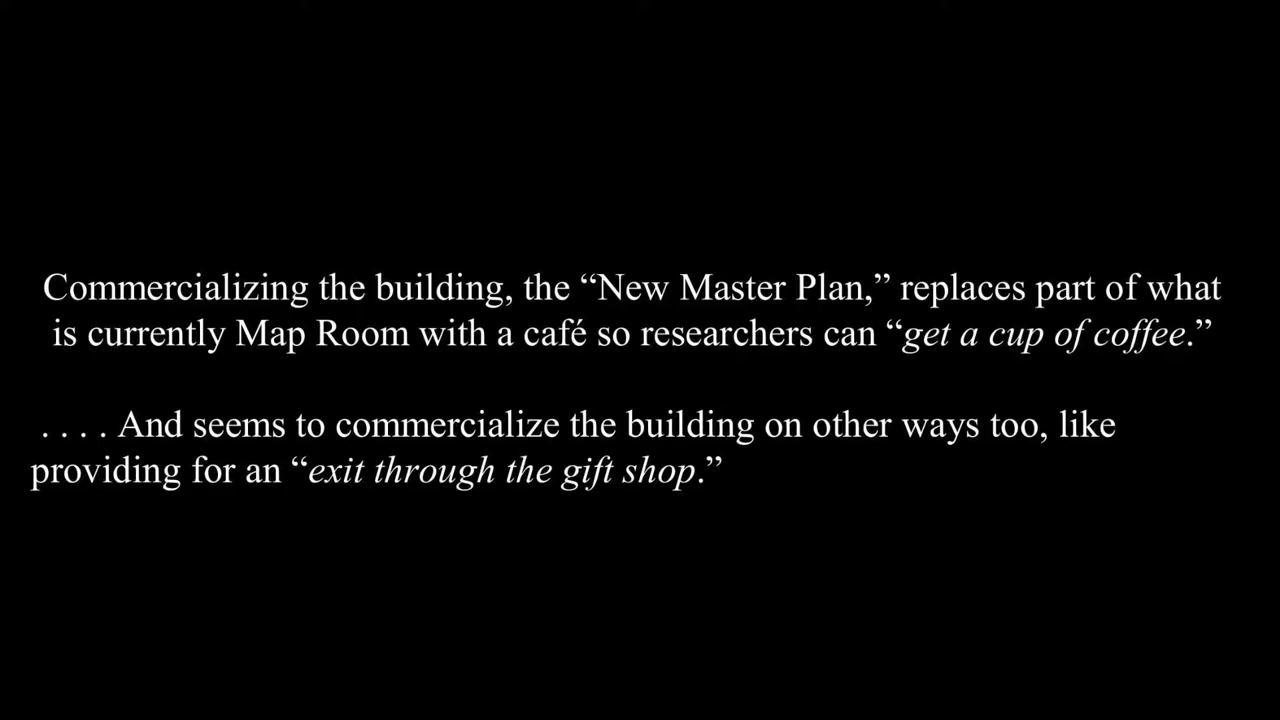 Commercializing the building, the “New Master Plan,” replaces part of what
is currently Map Room with a café so researchers can “get a cup of coffee.”
. . . . And seems to commercialize the building on other ways too, like
providing for an “exit through the gift shop.”